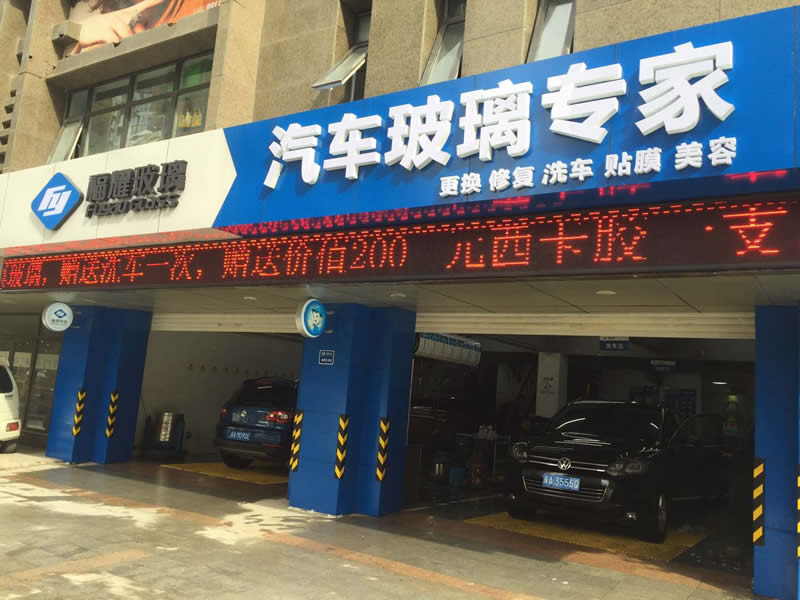 福耀玻璃
FUYAO GLASS
汽车玻璃专家
更换 修复 洗车 贴膜 美容
玻璃，赠送洗车一次，赠送价值200 元西卡胶一支